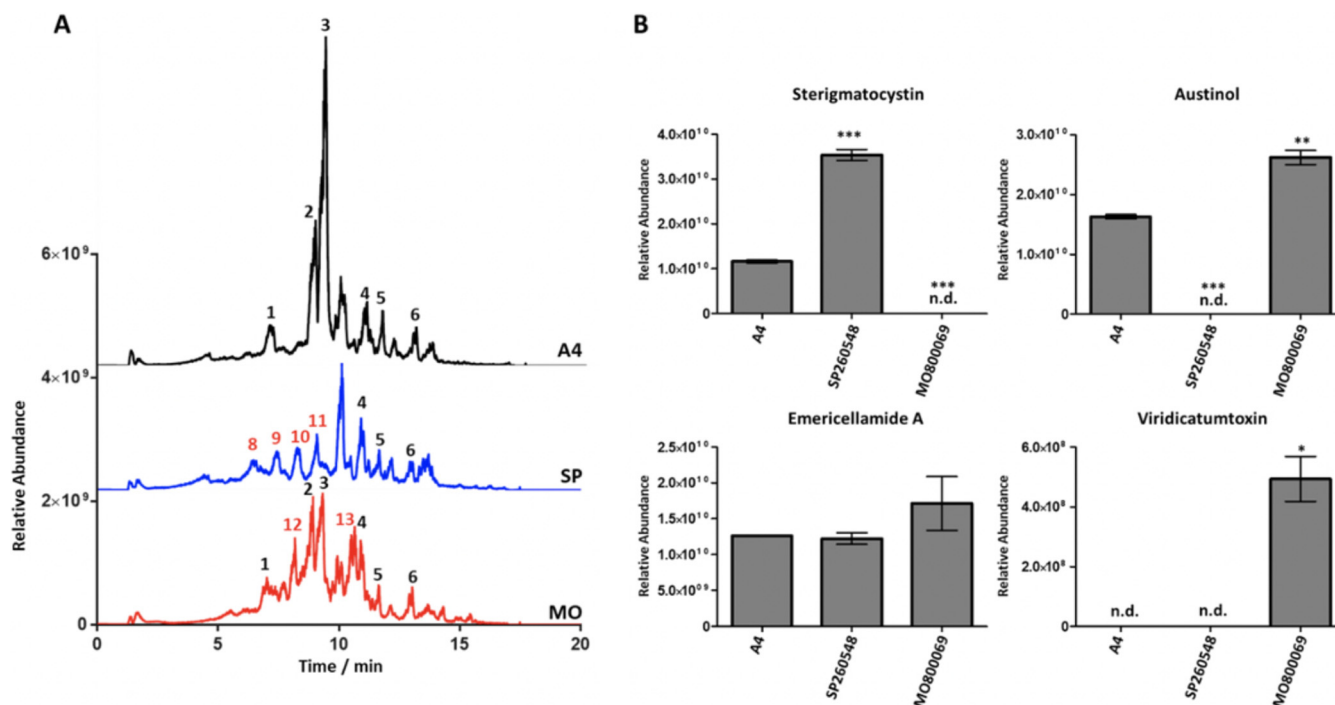 A
3
2
1
4
5
6
A4
8
9
10
11
4
5
6
SP
12
2
3
13
4
1
5
6
MO
6×10⁹
4×10⁹
2×10⁹
0
Relative Abundance
0
5
10
15
20
Time / min
B
Sterigmatocystin
Relative Abundance
4.0×10¹⁰
3.0×10¹⁰
2.0×10¹⁰
1.0×10¹⁰
0
***
***
n.d.
A4
SP260548
MO800069
Austinol
Relative Abundance
3.0×10¹⁰
2.0×10¹⁰
1.0×10¹⁰
0
***
n.d.
**
A4
SP260548
MO800069
Emericellamide A
Relative Abundance
2.5×10¹⁰
2.0×10¹⁰
1.5×10¹⁰
1.0×10¹⁰
5.0×10⁰⁹
0
A4
SP260548
MO800069
Viridicatumtoxin
Relative Abundance
6.0×10⁸
4.0×10⁸
2.0×10⁸
0
n.d.
n.d.
*
A4
SP260548
MO800069